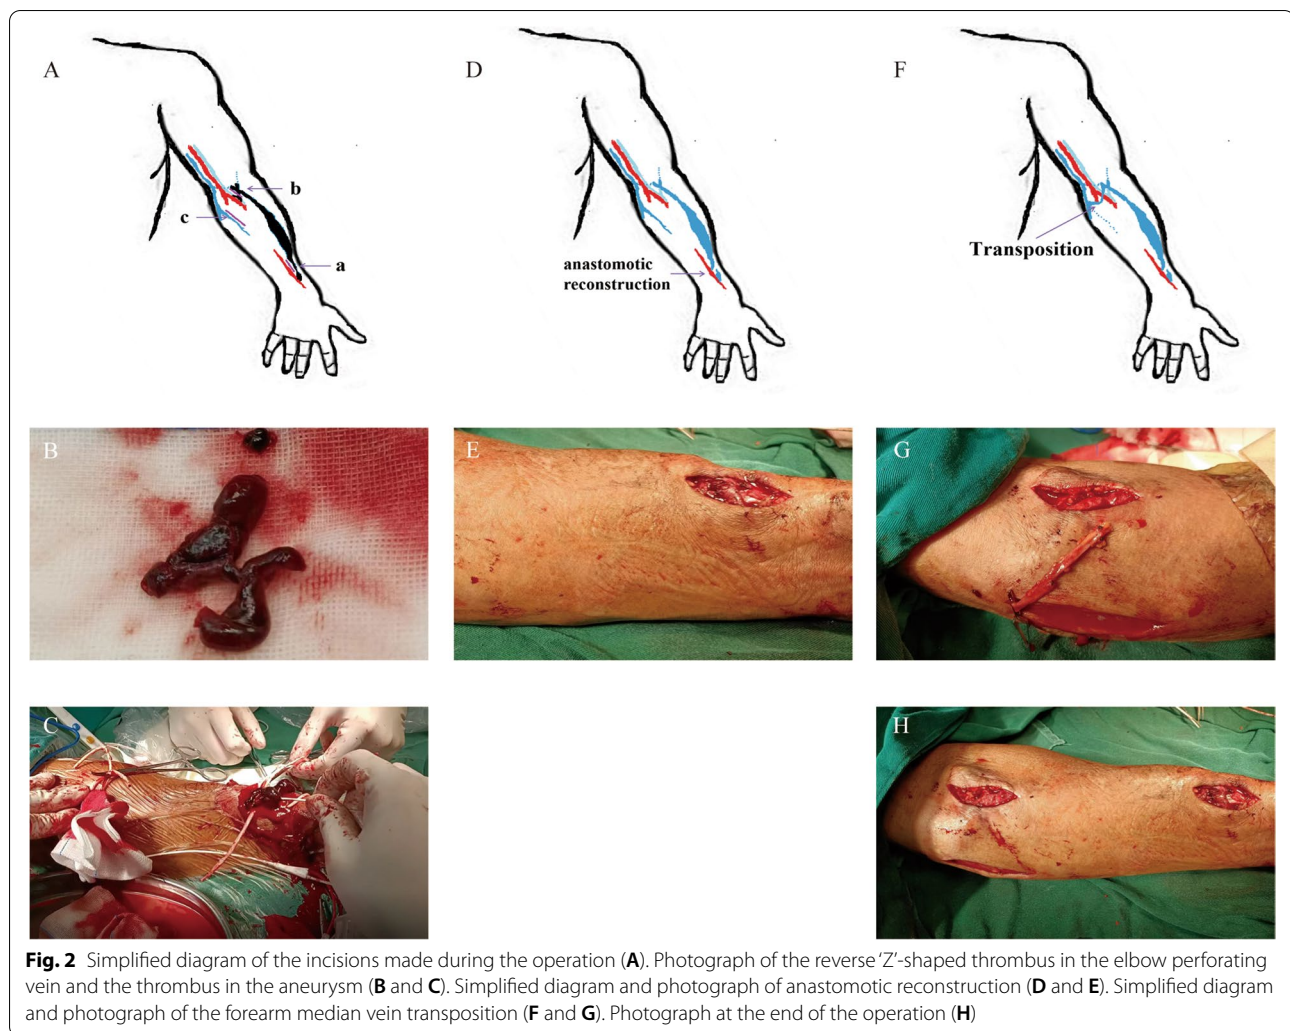 A
D
F
b
c
a
anastomotic
reconstruction
Transposition
B
E
G
C
H
Fig. 2 Simplified diagram of the incisions made during the operation (A). Photograph of the reverse ‘Z’-shaped thrombus in the elbow perforating
vein and the thrombus in the aneurysm (B and C). Simplified diagram and photograph of anastomotic reconstruction (D and E). Simplified diagram
and photograph of the forearm median vein transposition (F and G). Photograph at the end of the operation (H)